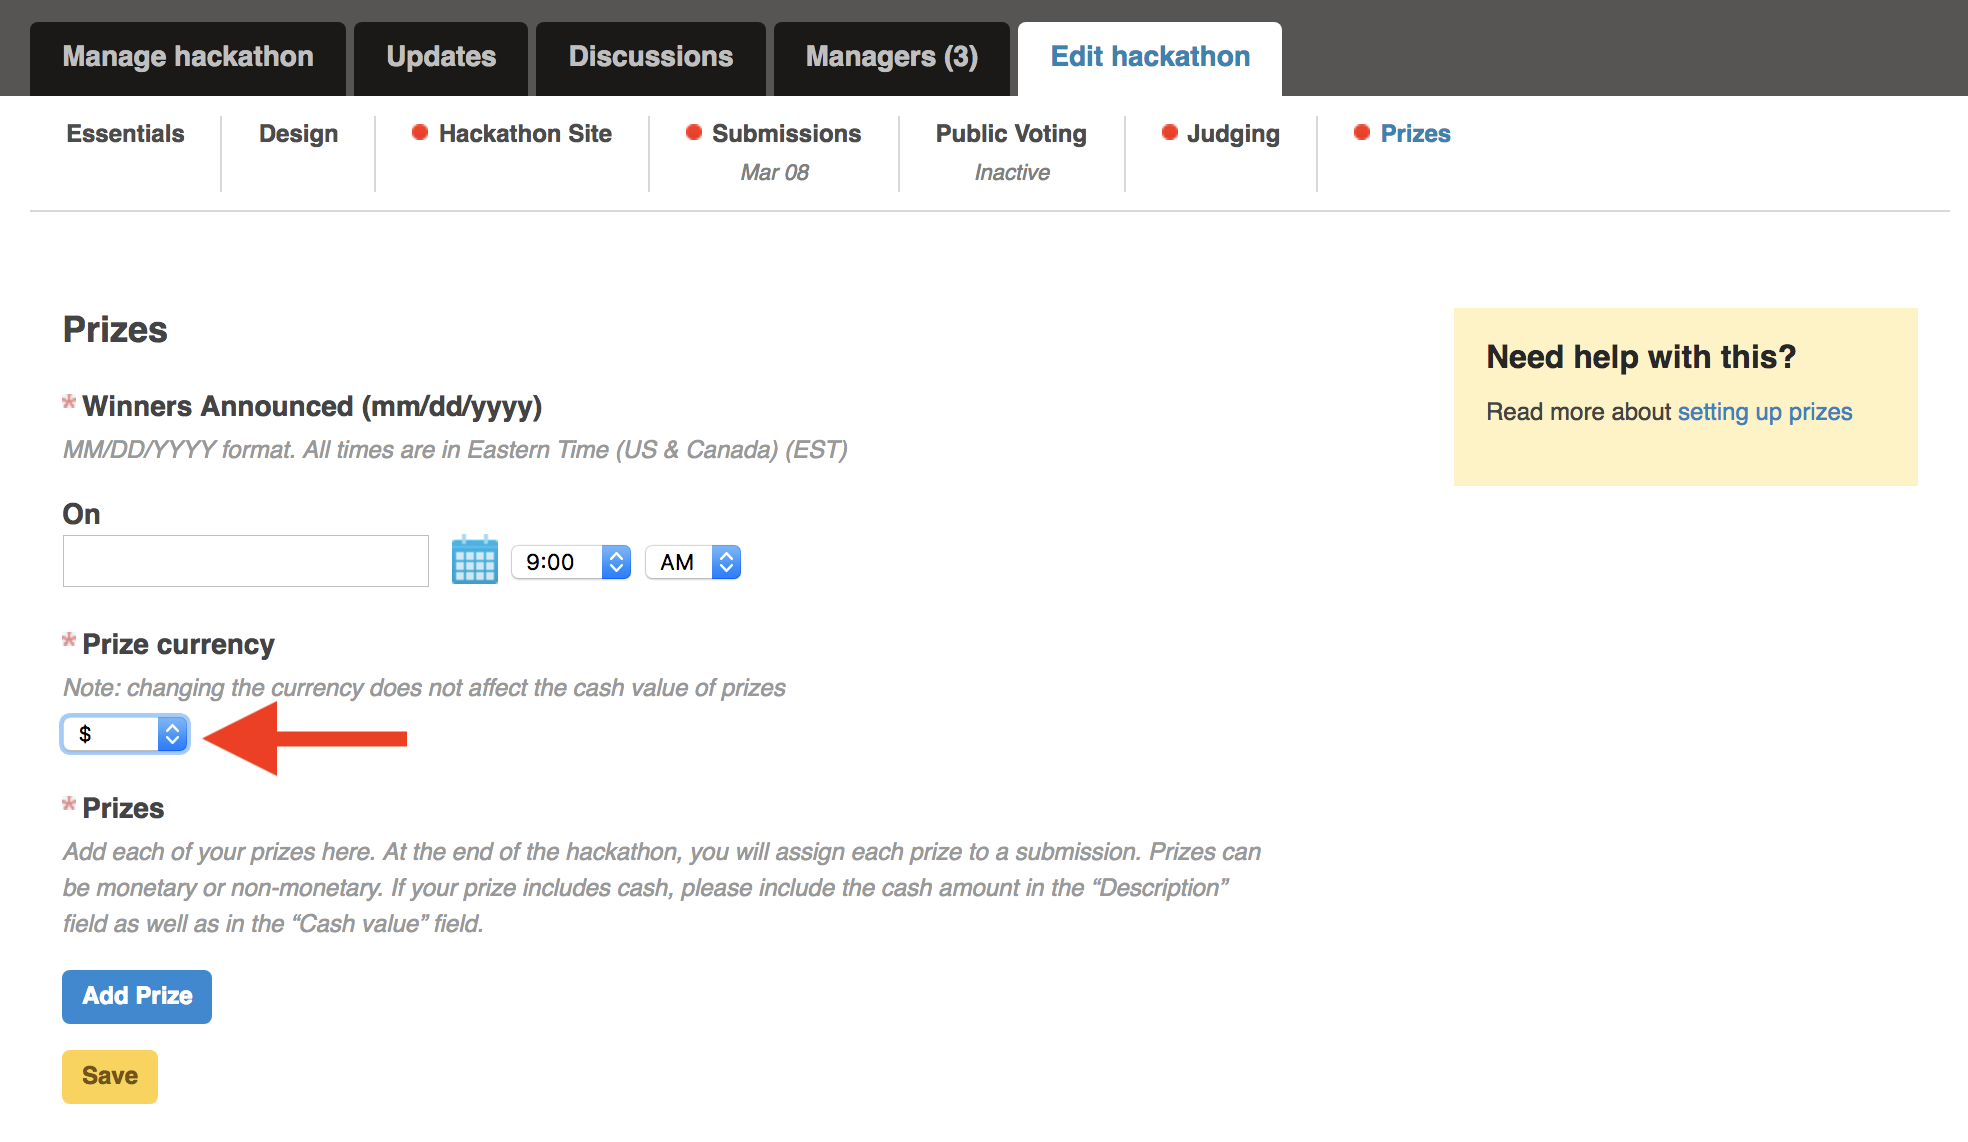 Manage hackathon
Updates
Discussions
Managers (3)
Edit hackathon
Essentials
Design
Hackathon Site
Submissions
Mar 08
Public Voting
Inactive
Judging
Prizes
Prizes
* Winners Announced (mm/dd/yyyy)
MM/DD/YYYY format. All times are in Eastern Time (US & Canada) (EST)
On
9:00
AM
* Prize currency
Note: changing the currency does not affect the cash value of prizes
$
* Prizes
Add each of your prizes here. At the end of the hackathon, you will assign each prize to a submission. Prizes can
be monetary or non-monetary. If your prize includes cash, please include the cash amount in the “Description”
field as well as in the “Cash value” field.
Add Prize
Save
Need help with this?
Read more about setting up prizes